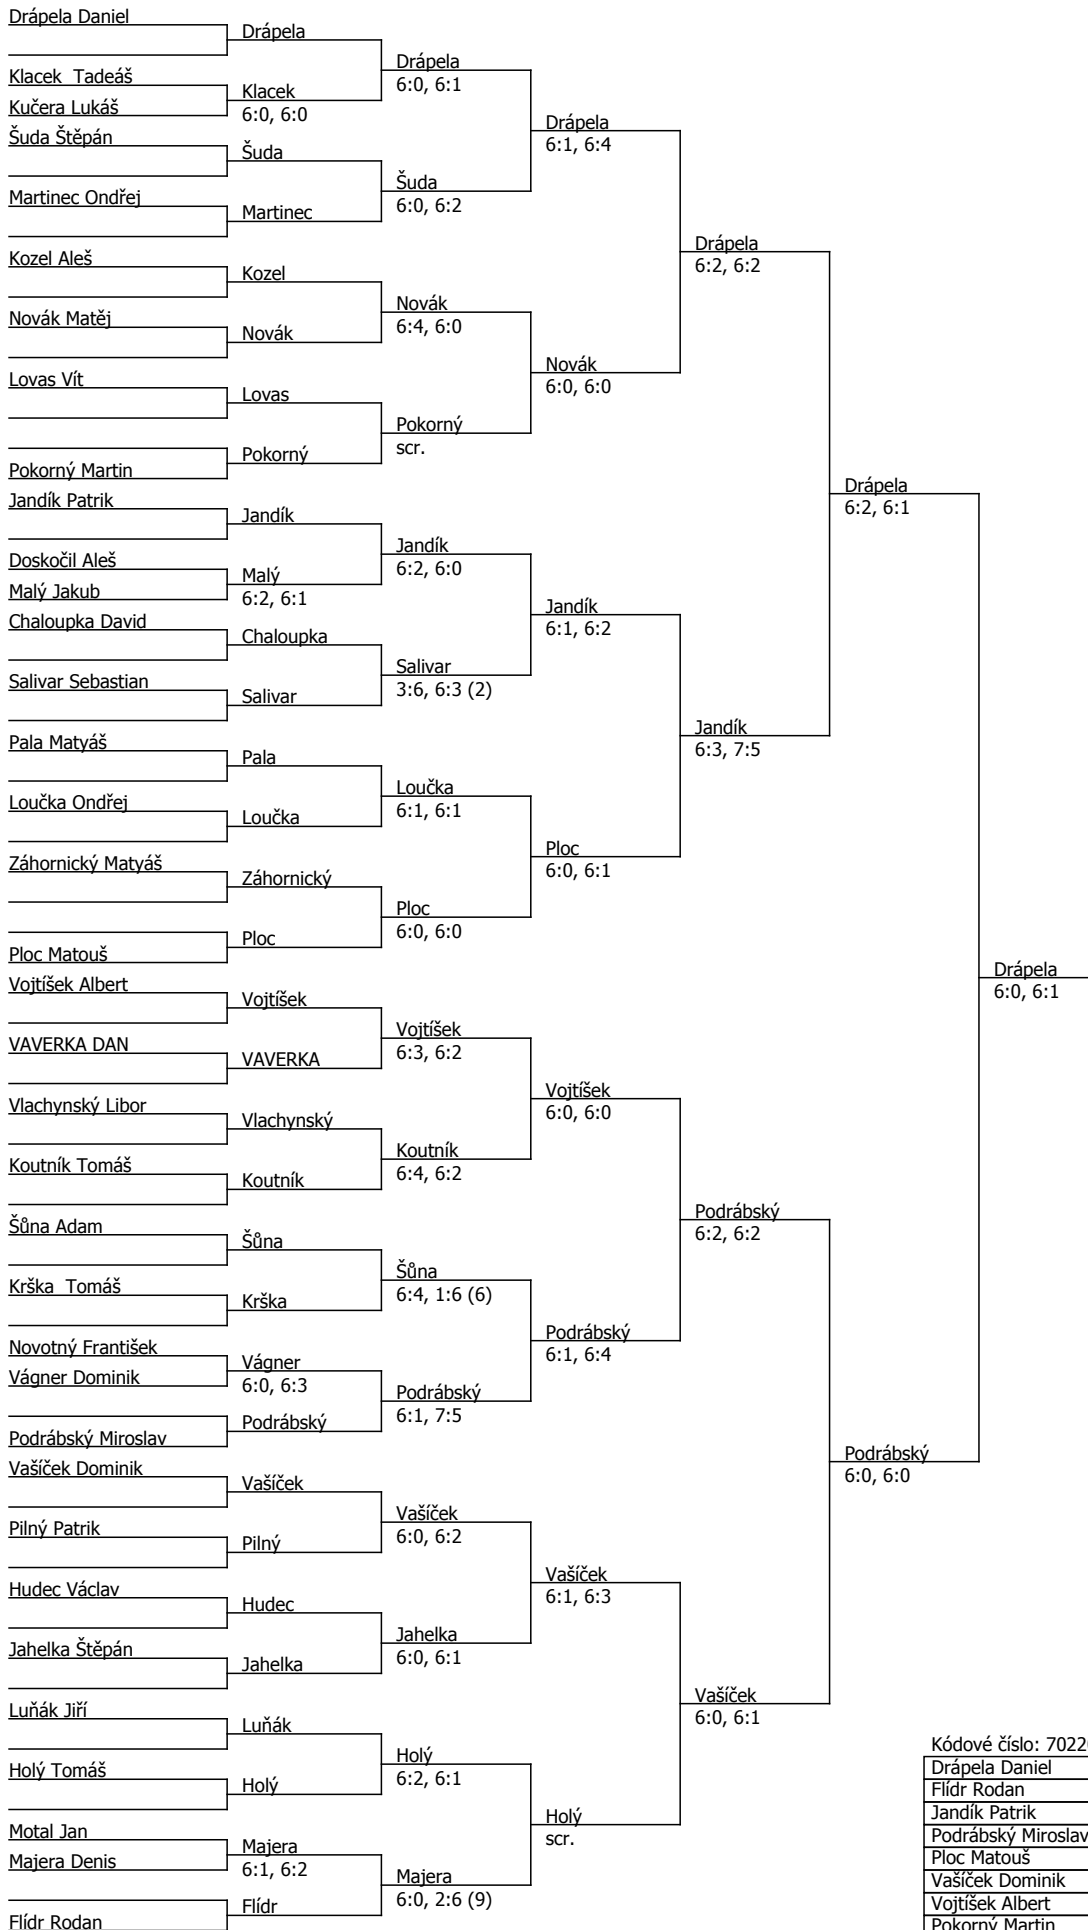 Drápela Daniel
Drápela
Drápela
6:0, 6:1
Klacek  Tadeáš
Klacek
6:0, 6:0
Kučera Lukáš
Drápela
6:1, 6:4
Šuda Štěpán
Šuda
Šuda
6:0, 6:2
Martinec Ondřej
Martinec
Drápela
6:2, 6:2
Kozel Aleš
Kozel
Novák
6:4, 6:0
Novák Matěj
Novák
Novák
6:0, 6:0
Lovas Vít
Lovas
Pokorný
scr.
Pokorný
Pokorný Martin
Drápela
6:2, 6:1
Jandík Patrik
Jandík
Jandík
6:2, 6:0
Doskočil Aleš
Malý
6:2, 6:1
Malý Jakub
Jandík
6:1, 6:2
Chaloupka David
Chaloupka
Salivar
3:6, 6:3 (2)
Salivar Sebastian
Salivar
Jandík
6:3, 7:5
Pala Matyáš
Pala
Loučka
6:1, 6:1
Loučka Ondřej
Loučka
Ploc
6:0, 6:1
Záhornický Matyáš
Záhornický
Ploc
6:0, 6:0
Ploc
Ploc Matouš
Drápela
6:0, 6:1
Vojtíšek Albert
Vojtíšek
Vojtíšek
6:3, 6:2
VAVERKA DAN
VAVERKA
Vojtíšek
6:0, 6:0
Vlachynský Libor
Vlachynský
Koutník
6:4, 6:2
Koutník Tomáš
Koutník
Podrábský
6:2, 6:2
Šůna Adam
Šůna
Šůna
6:4, 1:6 (6)
Krška  Tomáš
Krška
Podrábský
6:1, 6:4
Novotný František
Vágner
6:0, 6:3
Vágner Dominik
Podrábský
6:1, 7:5
Podrábský
Podrábský Miroslav
Podrábský
6:0, 6:0
Vašíček Dominik
Vašíček
Vašíček
6:0, 6:2
Pilný Patrik
Pilný
Vašíček
6:1, 6:3
Hudec Václav
Hudec
Jahelka
6:0, 6:1
Jahelka Štěpán
Jahelka
Vašíček
6:0, 6:1
Luňák Jiří
Luňák
Holý
6:2, 6:1
Holý Tomáš
Holý
Holý
scr.
Motal Jan
Majera
6:1, 6:2
Majera Denis
Majera
6:0, 2:6 (9)
Flídr
Flídr Rodan
Kódové číslo: 7022
Drápela Daniel
Flídr Rodan
Jandík Patrik
Podrábský Miroslav
Ploc Matouš
Vašíček Dominik
Vojtíšek Albert
Pokorný Martin